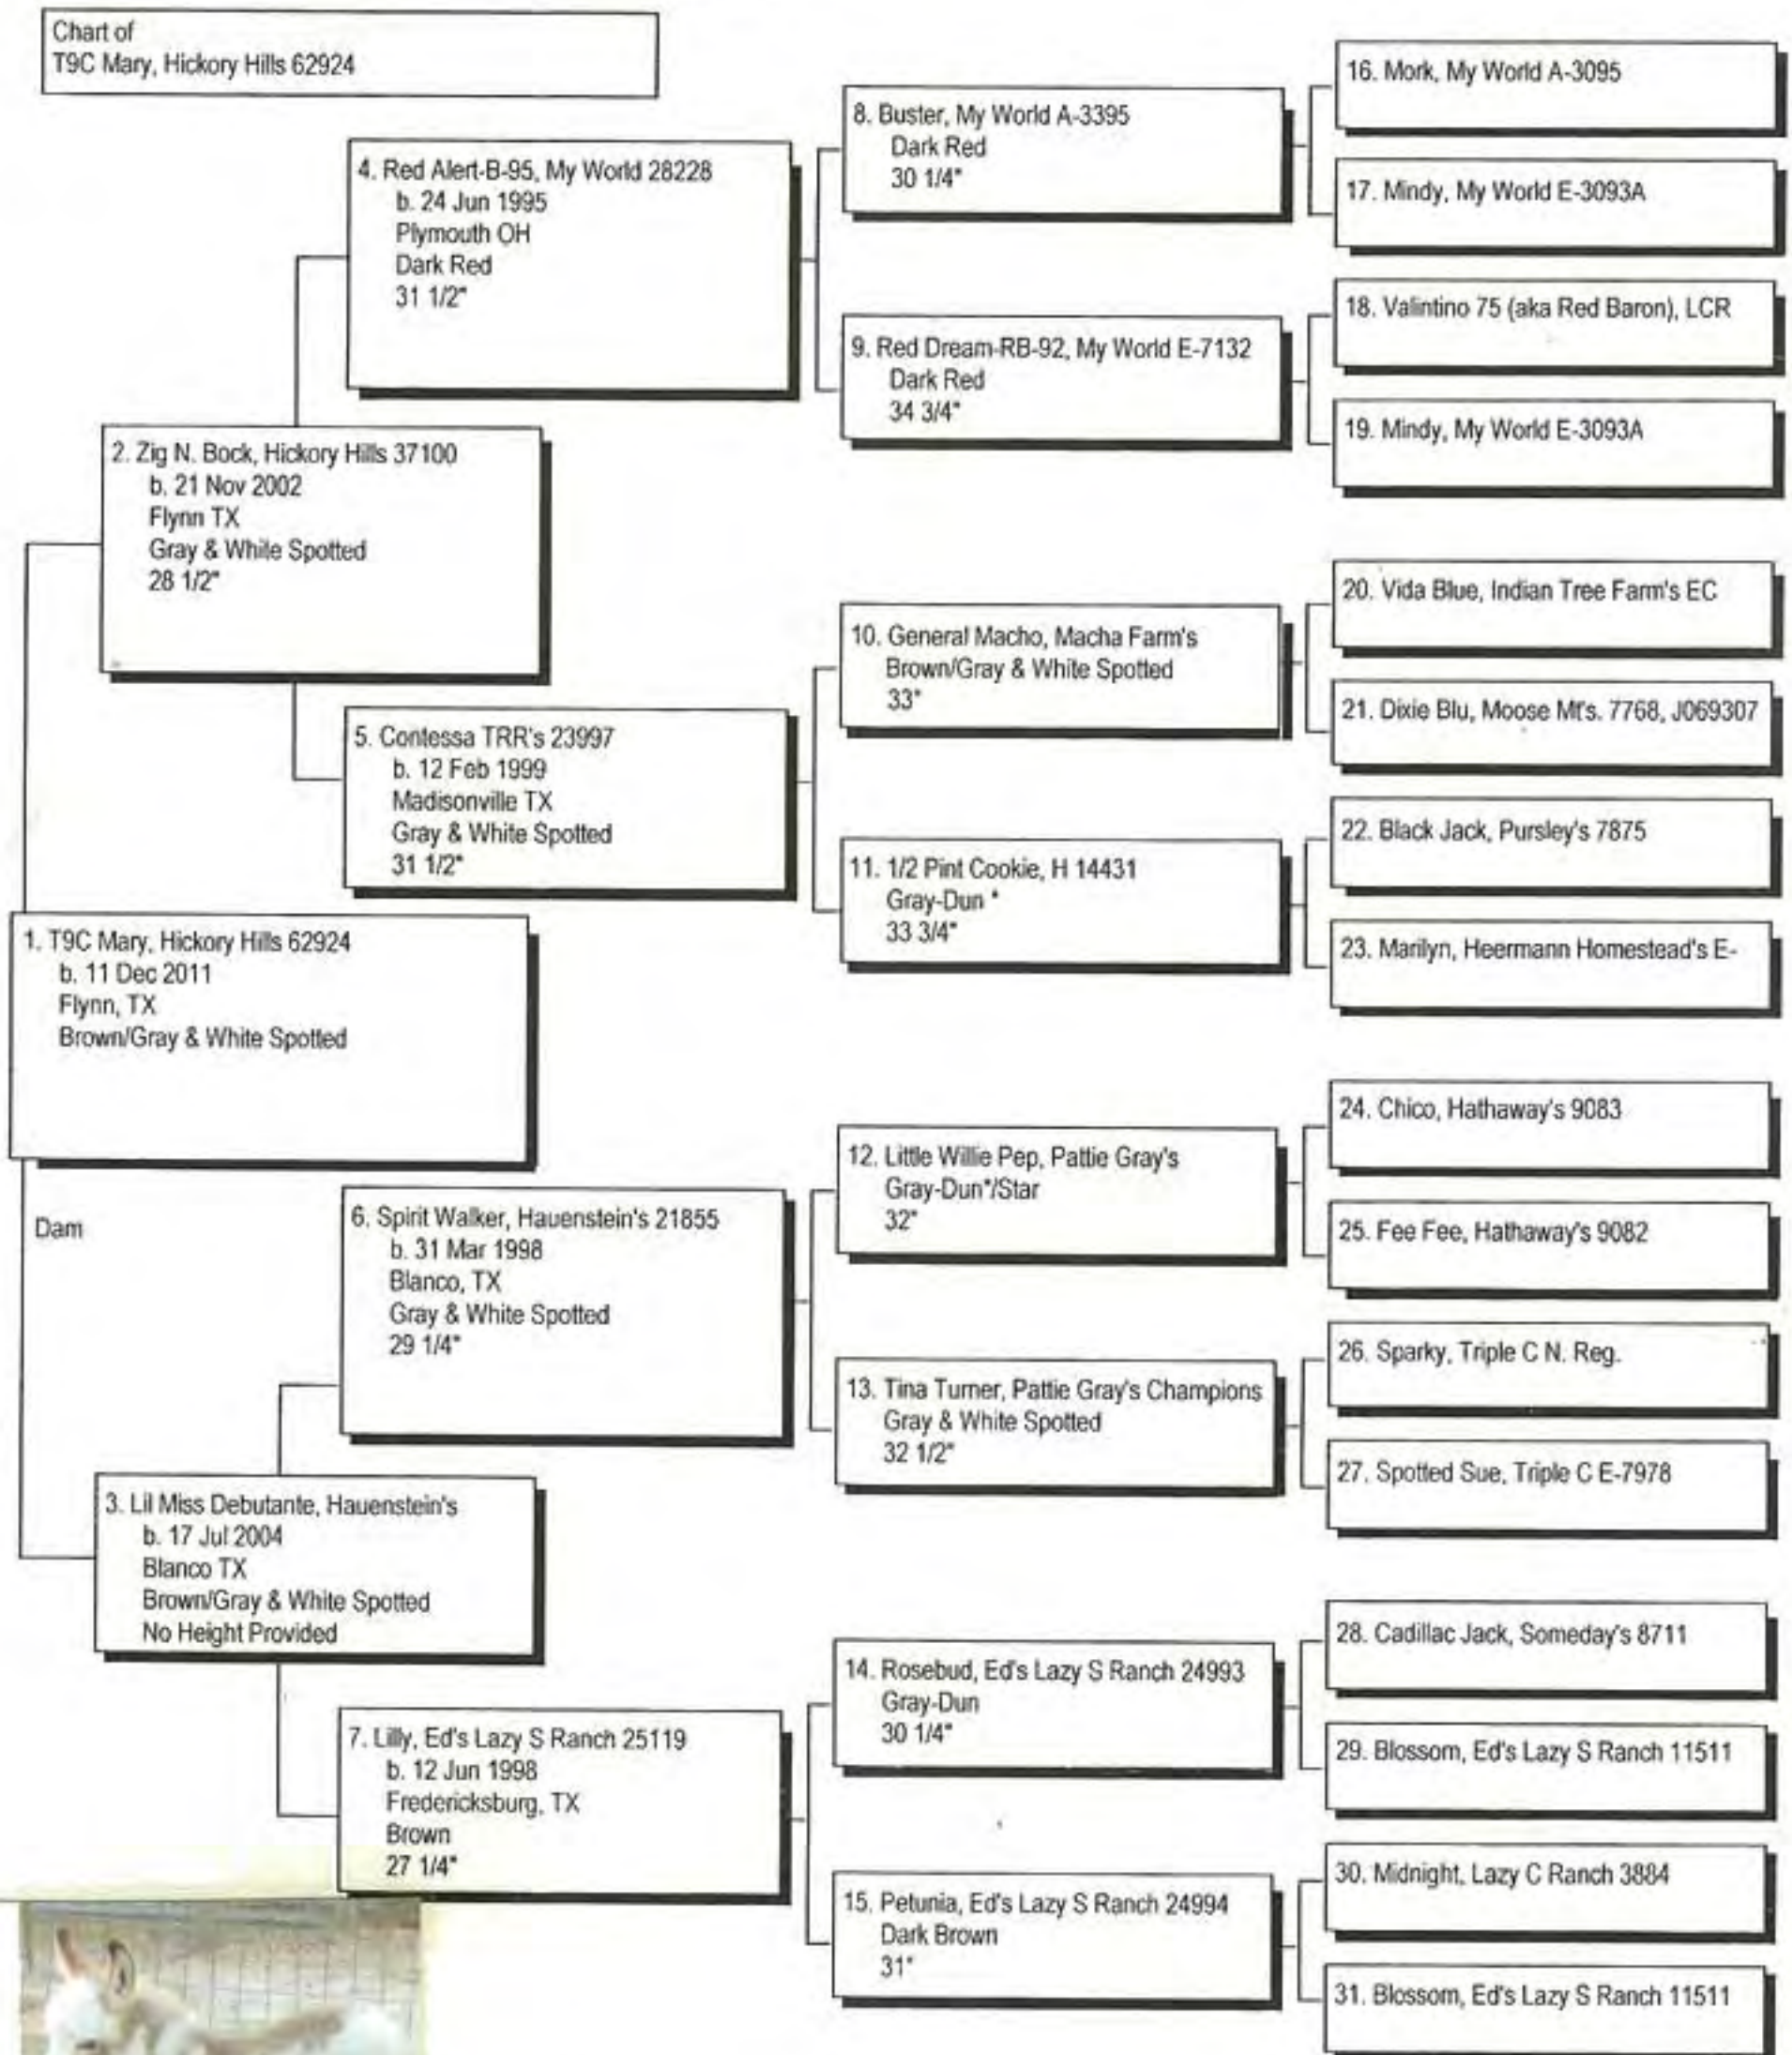 Chart of
T9C Mary, Hickory Hills 62924
16. Mork, My World A-3095
8. Buster, My World A-3395
Dark Red
30 1/4"
17. Mindy, My World E-3093A
4. Red Alert-B-95, My World 28228
b. 24 Jun 1995
Plymouth OH
Dark Red
31 1/2"
18. Valintino 75 (aka Red Baron), LCR
9. Red Dream-RB-92, My World E-7132
Dark Red
34 3/4"
19. Mindy, My World E-3093A
2. Zig N. Bock, Hickory Hills 37100
b. 21 Nov 2002
Flynn TX
Gray & White Spotted
28 1/2"
20. Vida Blue, Indian Tree Farm's EC
10. General Macho, Macha Farm's
Brown/Gray & White Spotted
33"
21. Dixie Blu, Moose Mt's. 7768, J069307
5. Contessa TRR's 23997
b. 12 Feb 1999
Madisonville TX
Gray & White Spotted
31 1/2"
22. Black Jack, Pursley's 7875
11. 1/2 Pint Cookie, H 14431
Gray-Dun *
33 3/4"
23. Marilyn, Heermann Homestead's E-
1. T9C Mary, Hickory Hills 62924
b. 11 Dec 2011
Flynn, TX
Brown/Gray & White Spotted
24. Chico, Hathaway's 9083
12. Little Willie Pep, Pattie Gray's
Gray-Dun*/Star
32"
25. Fee Fee, Hathaway's 9082
Dam
6. Spirit Walker, Hauenstein's 21855
b. 31 Mar 1998
Blanco, TX
Gray & White Spotted
29 1/4"
26. Sparky, Triple C N. Reg.
13. Tina Turner, Pattie Gray's Champions
Gray & White Spotted
32 1/2"
27. Spotted Sue, Triple C E-7978
3. Lil Miss Debutante, Hauenstein's
b. 17 Jul 2004
Blanco TX
Brown/Gray & White Spotted
No Height Provided
28. Cadillac Jack, Someday's 8711
14. Rosebud, Ed's Lazy S Ranch 24993
Gray-Dun
30 1/4"
29. Blossom, Ed's Lazy S Ranch 11511
7. Lilly, Ed's Lazy S Ranch 25119
b. 12 Jun 1998
Fredericksburg, TX
Brown
27 1/4"
30. Midnight, Lazy C Ranch 3884
15. Petunia, Ed's Lazy S Ranch 24994
Dark Brown
31"
31. Blossom, Ed's Lazy S Ranch 11511